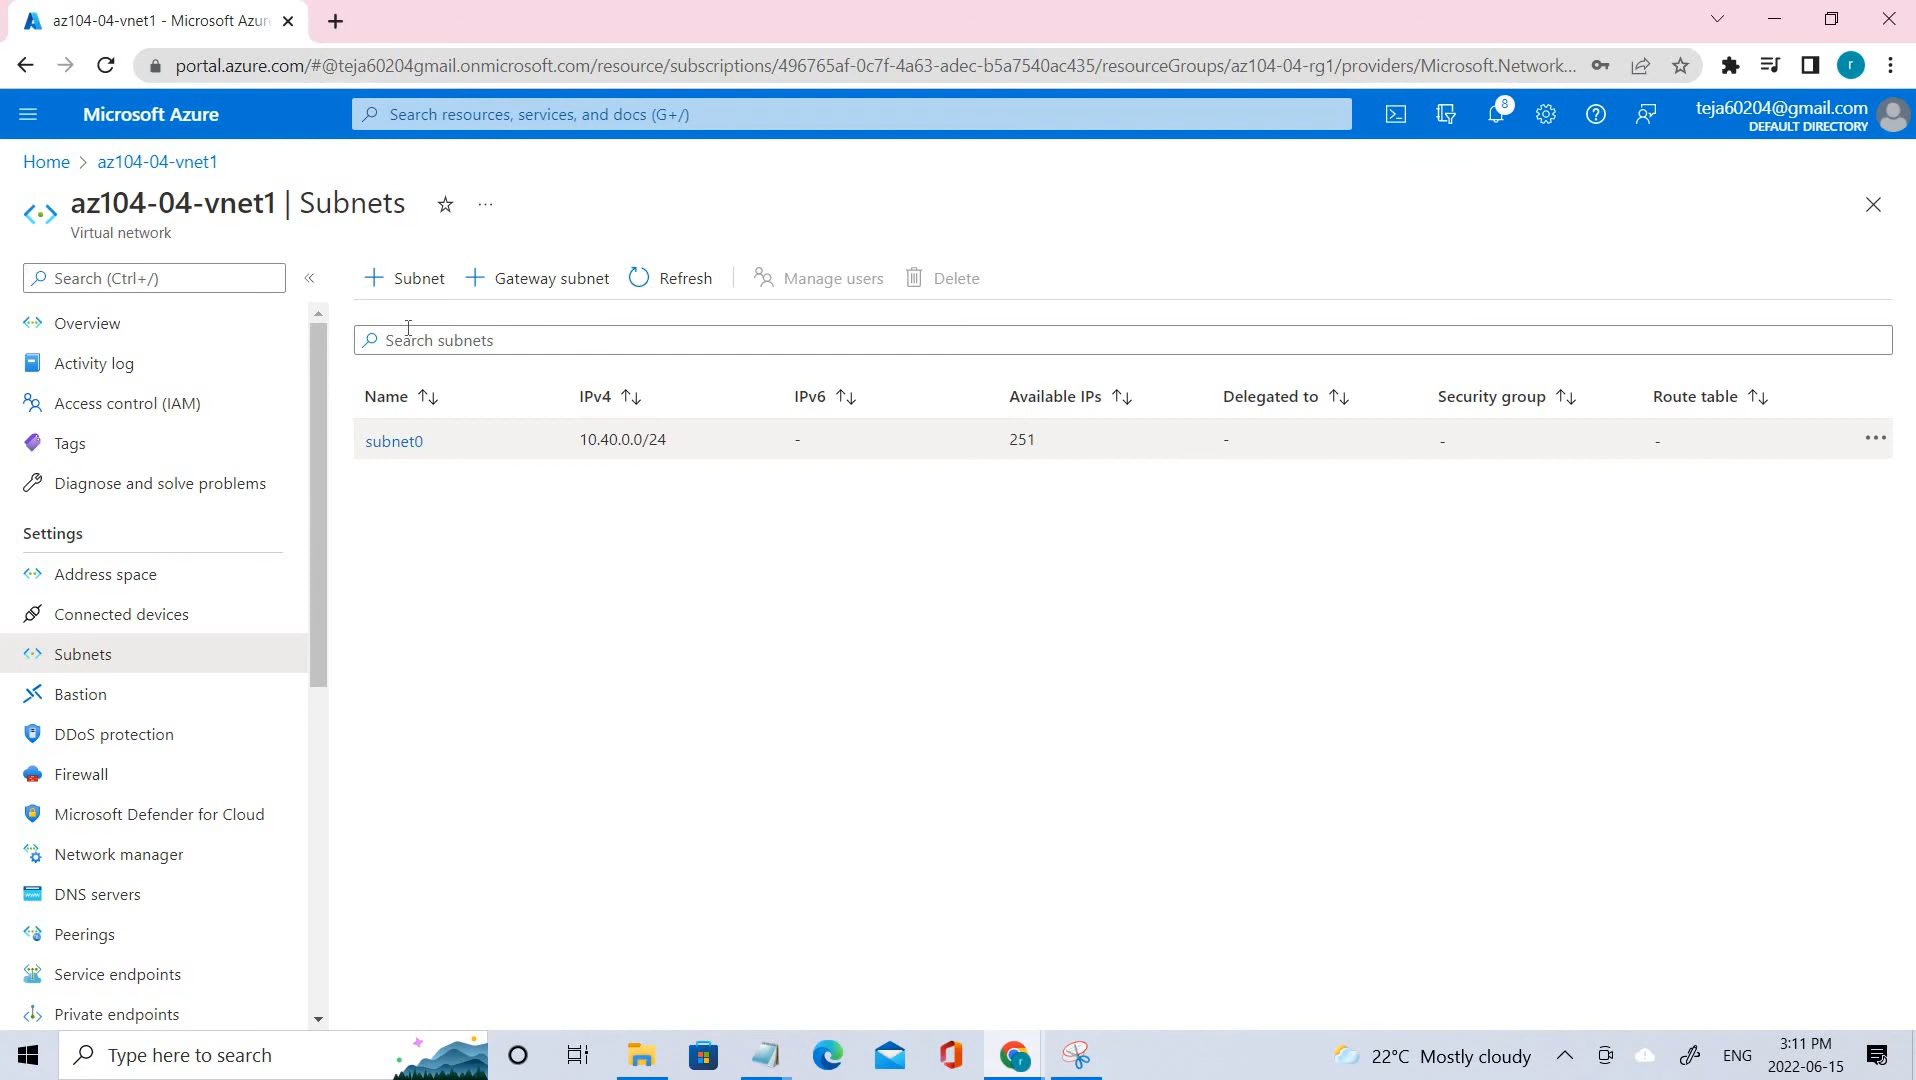 az104-04-vnet1 - Microsoft Azur
portal.azure.com/#@teja60204gmail.onmicrosoft.com/resource/subscriptions/496765af-0c7f-4a63-adec-b5a7540ac435/resourceGroups/az104-04-rg1/providers/Microsoft.Network...
r
Microsoft Azure
Search resources, services, and docs (G+/)
8
teja60204@gmail.com
DEFAULT DIRECTORY
Home > az104-04-vnet1
az104-04-vnet1 | Subnets
Virtual network
Search (Ctrl+/)
Subnet
Gateway subnet
Refresh
Manage users
Delete
Search subnets
Name
IPv4
IPv6
Available IPs
Delegated to
Security group
Route table
subnet0
10.40.0.0/24
-
251
-
-
-
Overview
Activity log
Access control (IAM)
Tags
Diagnose and solve problems
Settings
Address space
Connected devices
Subnets
Bastion
DDoS protection
Firewall
Microsoft Defender for Cloud
Network manager
DNS servers
Peerings
Service endpoints
Private endpoints
Type here to search
22°C Mostly cloudy
ENG
3:11 PM
2022-06-15